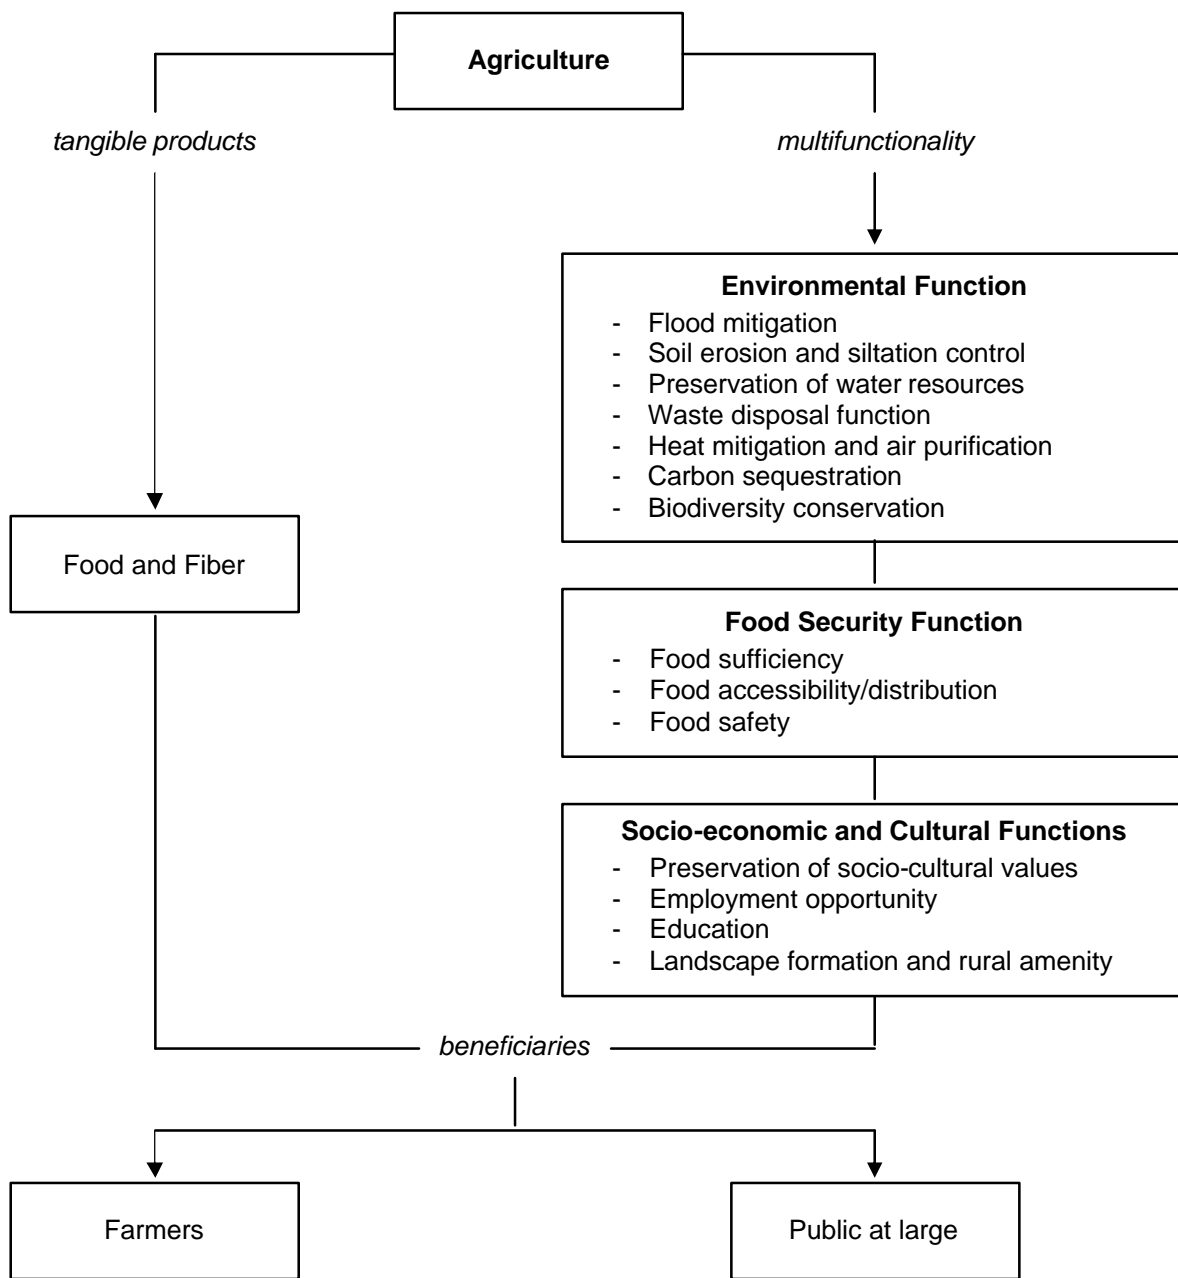 Agriculture
tangible products
multifunctionality
Environmental Function
- Flood mitigation
- Soil erosion and siltation control
- Preservation of water resources
- Waste disposal function
- Heat mitigation and air purification
- Carbon sequestration
- Biodiversity conservation
Food and Fiber
Food Security Function
- Food sufficiency
- Food accessibility/distribution
- Food safety
Socio-economic and Cultural Functions
- Preservation of socio-cultural values
- Employment opportunity
- Education
- Landscape formation and rural amenity
beneficiaries
Farmers
Public at large